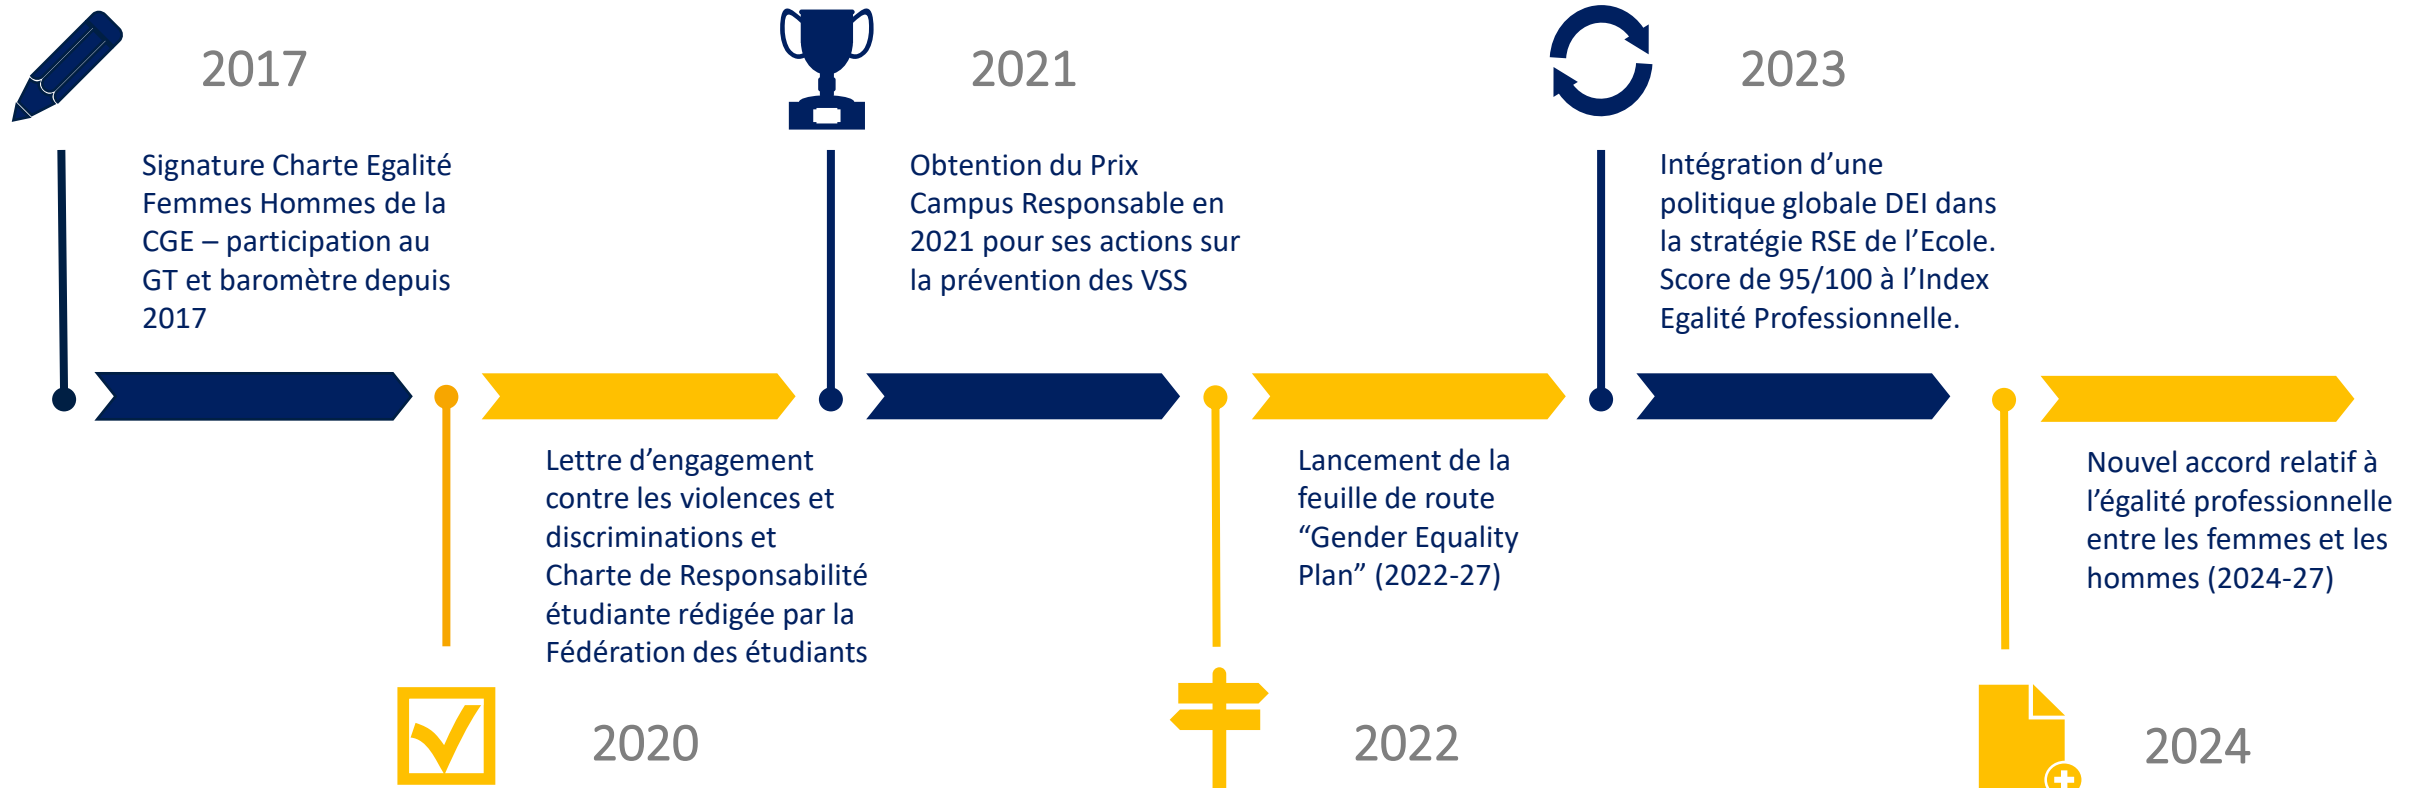 2017
Signature Charte Egalité
Femmes Hommes de la
CGE – participation au
GT et baromètre depuis
2017
Lettre d’engagement
contre les violences et
discriminations et
Charte de Responsabilité
étudiante rédigée par la
Fédération des étudiants
2020
2021
Obtention du Prix
Campus Responsable en
2021 pour ses actions sur
la prévention des VSS
Lancement de la
feuille de route
“Gender Equality
Plan” (2022-27)
2022
2023
Intégration d’une
politique globale DEI dans
la stratégie RSE de l’Ecole.
Score de 95/100 à l’Index
Egalité Professionnelle.
Nouvel accord relatif à
l’égalité professionnelle
entre les femmes et les
hommes (2024-27)
2024